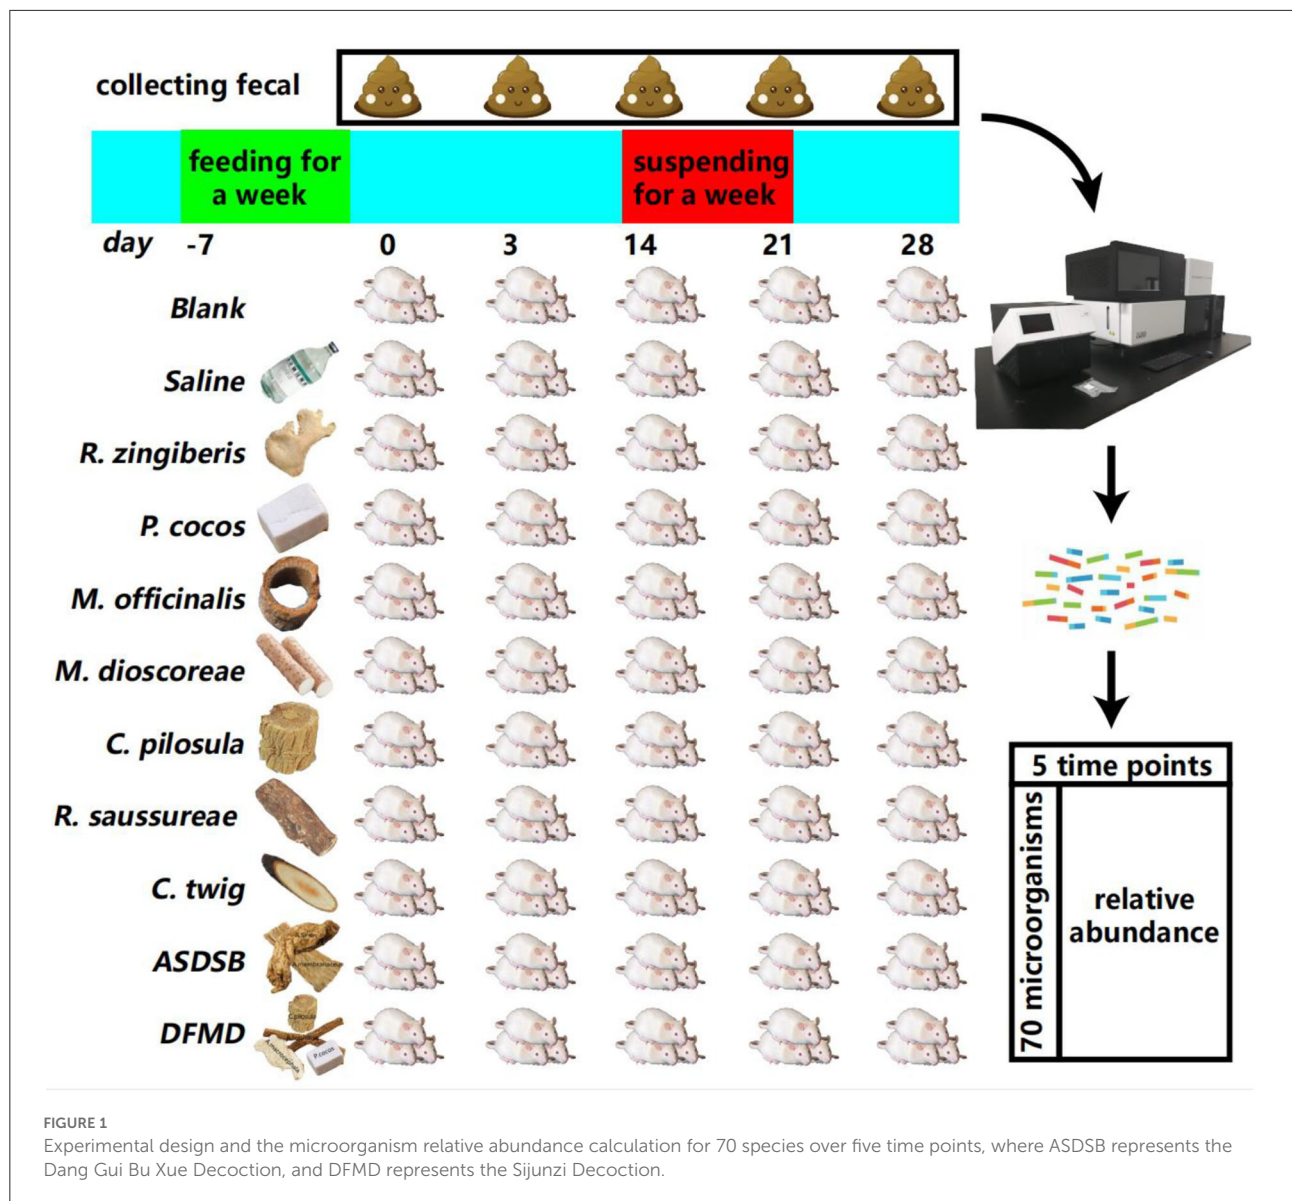 collecting fecal
feeding for
a week
suspending
for a week
day -7 0 3 14 21 28
Blank
Saline
R. zingiberis
P. cocos
M. officinalis
M. dioscoreae
C. pilosula
R. saussureae
C. twig
ASDSB
DFMD
C.pilosula
P.cocos
5 time points
70 microorganisms
relative
abundance
FIGURE 1
Experimental design and the microorganism relative abundance calculation for 70 species over five time points, where ASDSB represents the
Dang Gui Bu Xue Decoction, and DFMD represents the Sijunzi Decoction.